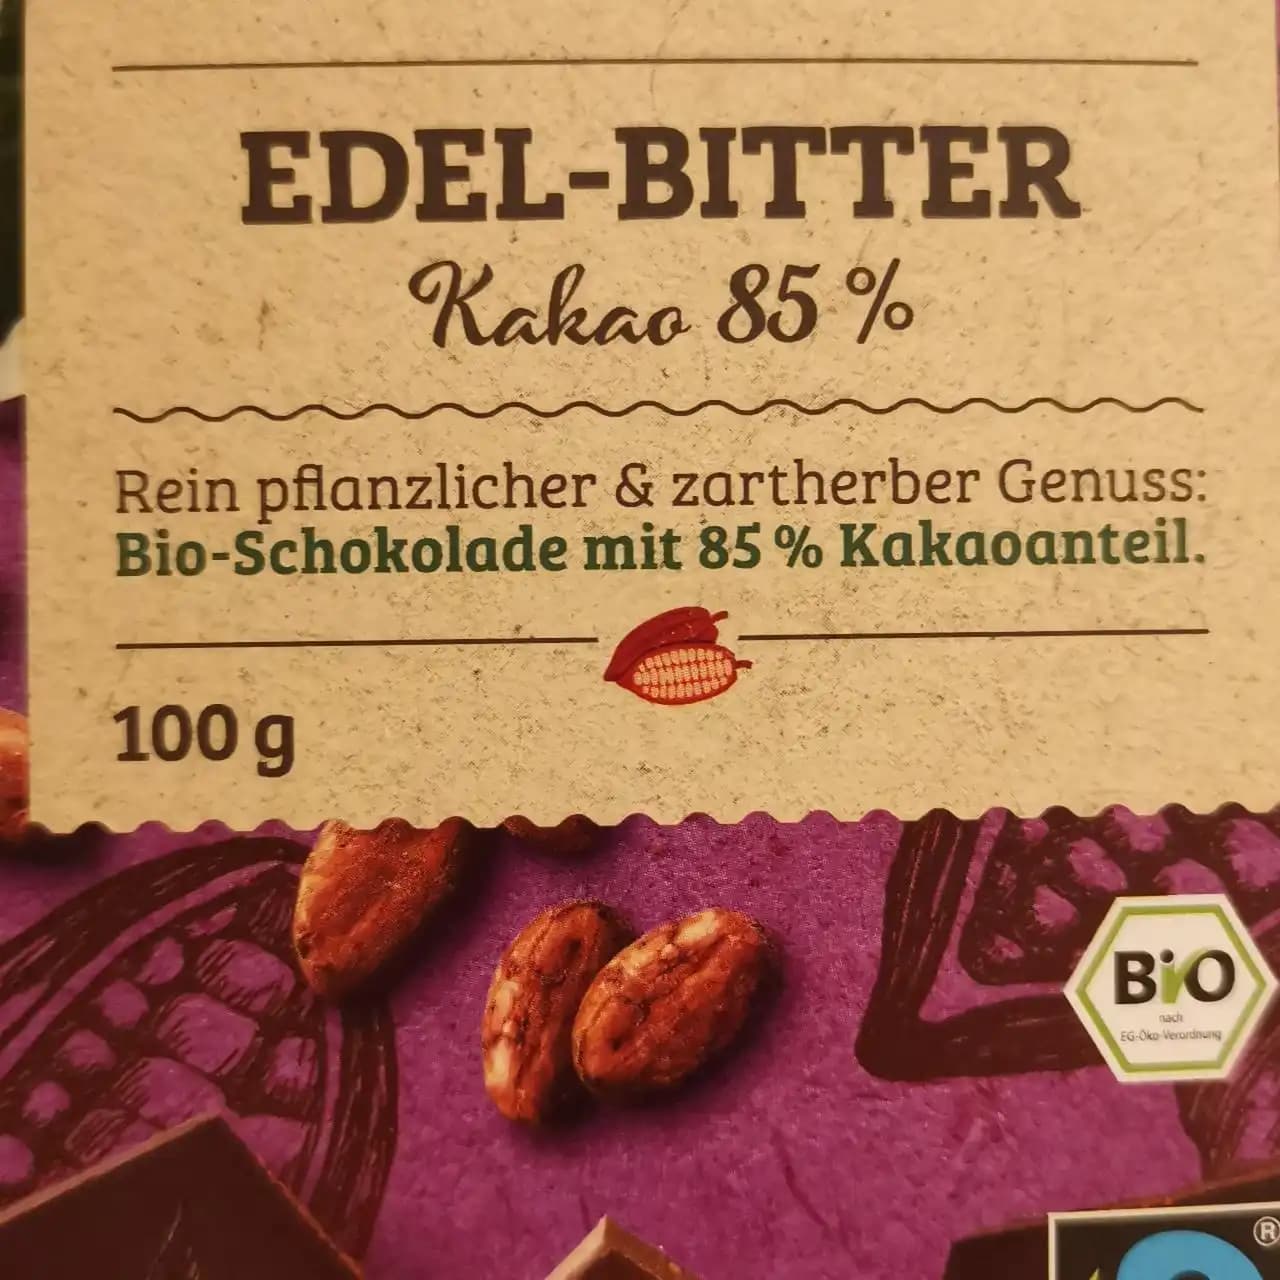 EDEL-BITTER
Kakao 85 %
Rein pflanzlicher & zartherber Genuss:
Bio-Schokolade mit 85 % Kakaoanteil.
100 g
BiO
nach
EG-Öko-Verordnung
®